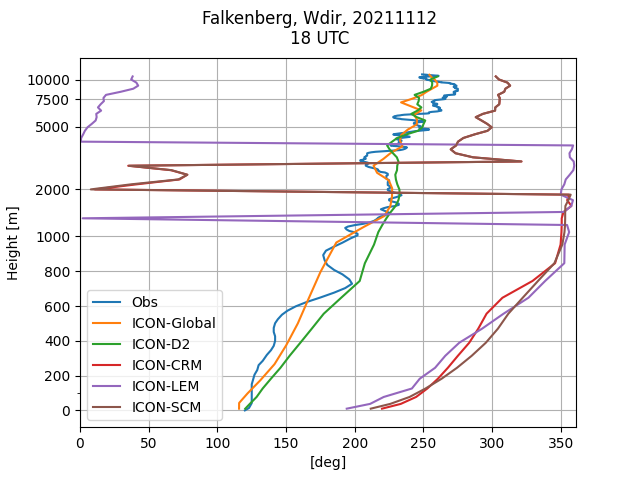 Falkenberg, Wdir, 20211112
18 UTC
Height [m]
10000
7500
5000
2000
1000
800
600
400
200
0
Obs
ICON-Global
ICON-D2
ICON-CRM
ICON-LEM
ICON-SCM
0 50 100 150 200 250 300 350
[deg]